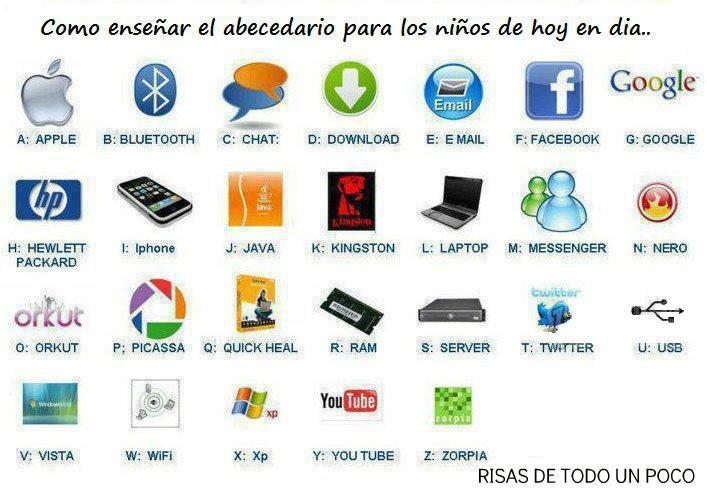 Como enseñar el abecedario para los niños de hoy en dia..
Email
f
Google
A: APPLE B: BLUETOOTH C: CHAT: D: DOWNLOAD E: E MAIL F: FACEBOOK G: GOOGLE
hp
Java
Kingston
H: HEWLETT PACKARD I: Iphone J: JAVA K: KINGSTON L: LAPTOP M: MESSENGER N: NERO
orkut
twitter
O: ORKUT P; PICASSA Q: QUICK HEAL R: RAM S: SERVER T: TWITTER U: USB
xp
YouTube
zorpia
V: VISTA W: WiFi X: Xp Y: YOU TUBE Z: ZORPIA
RISAS DE TODO UN POCO